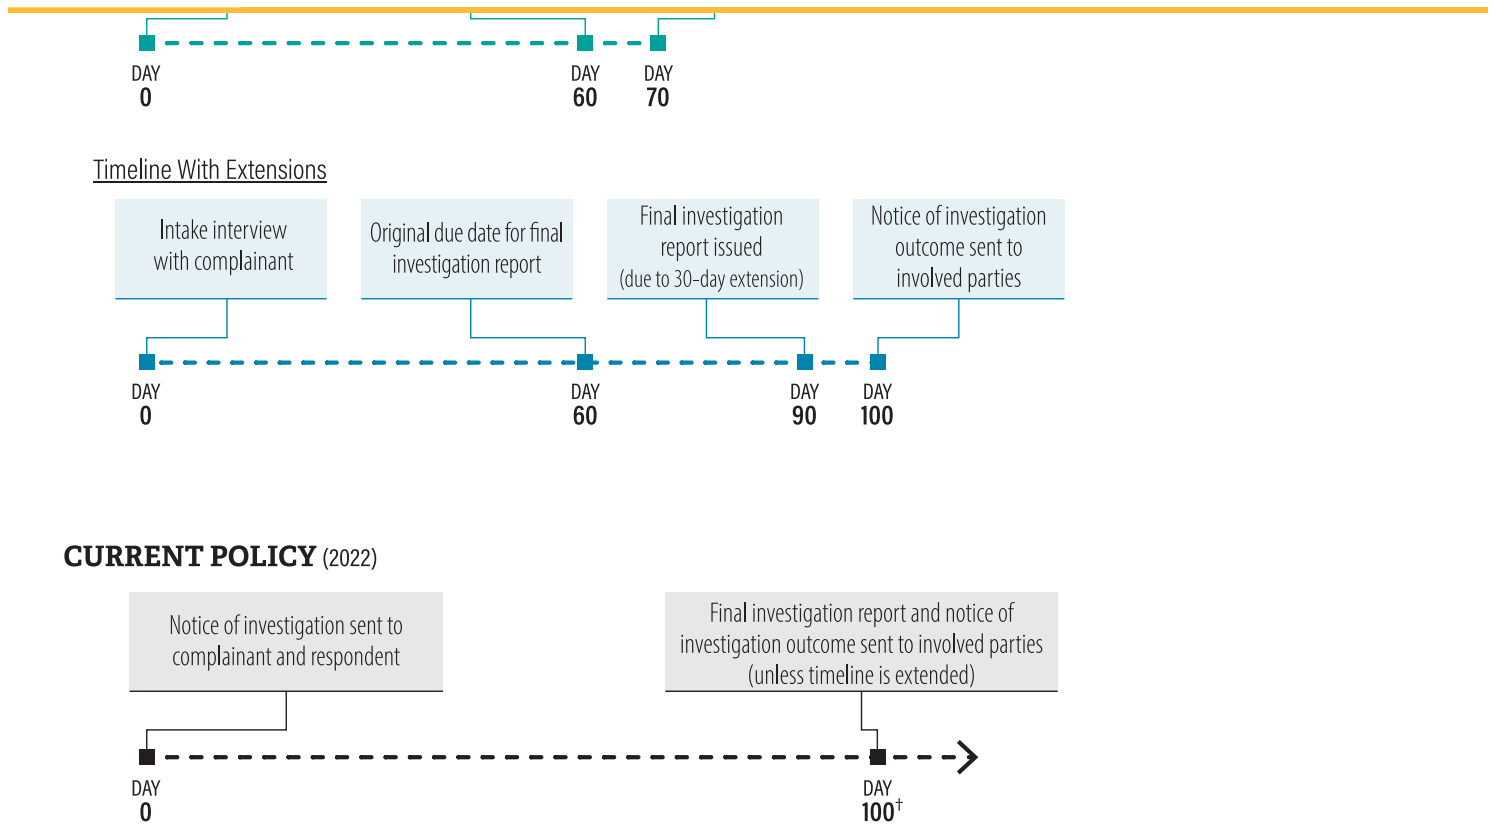 DAY DAY DAY
0 60 70
Timeline With Extensions
Intake interview
with complainant
Original due date for final
investigation report
Final investigation
report issued
(due to 30-day extension)
Notice of investigation
outcome sent to
involved parties
DAY DAY DAY DAY
0 60 90 100
CURRENT POLICY (2022)
Notice of investigation sent to
complainant and respondent
Final investigation report and notice of
investigation outcome sent to involved parties
(unless timeline is extended)
DAY DAY
0 100†